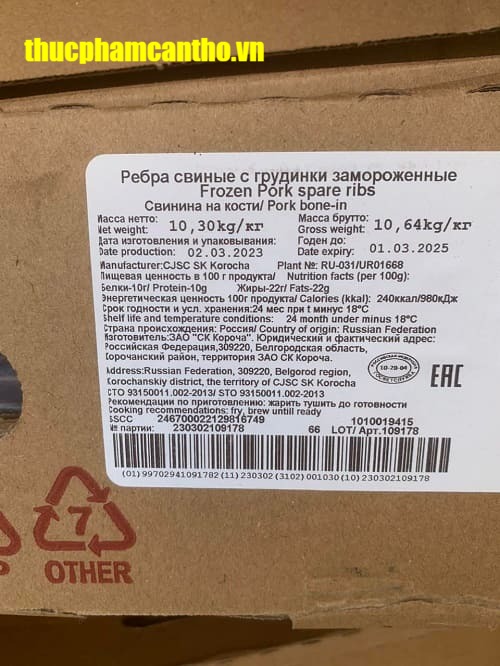 thucphamcantho.vn
Ребра свиные с грудинки замороженные
Frozen Pork spare ribs
Свинина на кости/ Pork bone-in
Масса нетто: Масса брутто:
Net weight: 10,30kg/кг Gross weight: 10,64kg/кг
Дата изготовления и упаковывания: Годен до:
Date production: 02.03.2023 Date expiry: 01.03.2025
Manufacturer:CJSC SK Korocha Plant №: RU-031/UR01668
Пищевая ценность в 100 г продукта/ Nutrition facts (per 100g):
Белки-10г/ Protein-10g Жиры-22г/ Fats-22g
Энергетическая ценность 100г продукта/ Calories (kkal): 240ккал/980кДж
Срок годности и усл. хранения:24 мес при t минус 18°C
Shelf life and temperature conditions: 24 month under minus 18°C
Страна происхождения: Россия/ Country of origin: Russian Federation
Изготовитель:ЗАО "СК Короча". Юридический и фактический адрес:
Российская Федерация,309220, Белгородская область,
Корочанский район, территория ЗАО СК Короча.
Address:Russian Federation, 309220, Belgorod region,
Korochanskiy district, the territory of CJSC SK Korocha
10-28-04
EAC
СТО 93150011.002-2013/ STO 93150011.002-2013
Рекомендации по приготовлению: жарить тушить до готовности
Cooking recommendations: fry, brew untill ready
SSCC 246700022129816749 1010019415
№ партии: 230302109178 66 LOT/ Арт.109178
(01)99702941091782(11)230302(3102)001030(10)230302109178
7
OTHER
P